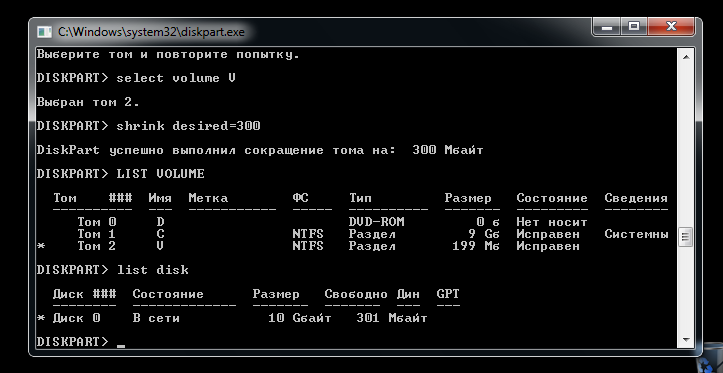 C:\Windows\system32\diskpart.exe
Выберите том и повторите попытку.
DISKPART> select volume V
Выбран том 2.
DISKPART> shrink desired=300
DiskPart успешно выполнил сокращение тома на:  300 Mбайт
DISKPART> LIST VOLUME
Том   ###  Имя  Метка        ФС     Тип         Размер   Состояние  Сведения
Том 0     D                       DVD-ROM         0 б  Нет носит
Том 1     C                NTFS   Раздел          9 Gб  Исправен   Системны
* Том 2     V                NTFS   Раздел        199 Mб  Исправен
DISKPART> list disk
Диск ###  Состояние      Размер   Свободно Дин  GPT
* Диск 0    В сети           10 Gбайт   301 Mбайт
DISKPART> _